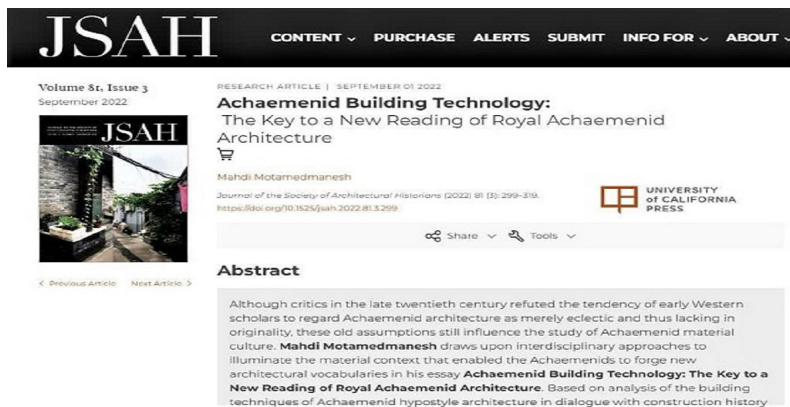 JSAH
CONTENT PURCHASE ALERTS SUBMIT INFO FOR ABOUT
Volume 81, Issue 3
September 2022
JSAH
< Previous Article Next Article >
RESEARCH ARTICLE | SEPTEMBER 01 2022
Achaemenid Building Technology:
The Key to a New Reading of Royal Achaemenid
Architecture
Mahdi Motamedmanesh
Journal of the Society of Architectural Historians (2022) 81 (3): 299–319.
https://doi.org/10.1525/jsah.2022.81.3.299
UNIVERSITY
of CALIFORNIA
PRESS
Share Tools
Abstract
Although critics in the late twentieth century refuted the tendency of early Western
scholars to regard Achaemenid architecture as merely eclectic and thus lacking in
originality, these old assumptions still influence the study of Achaemenid material
culture. Mahdi Motamedmanesh draws upon interdisciplinary approaches to
illuminate the material context that enabled the Achaemenids to forge new
architectural vocabularies in his essay Achaemenid Building Technology: The Key to a
New Reading of Royal Achaemenid Architecture. Based on analysis of the building
techniques of Achaemenid hypostyle architecture in dialogue with construction history